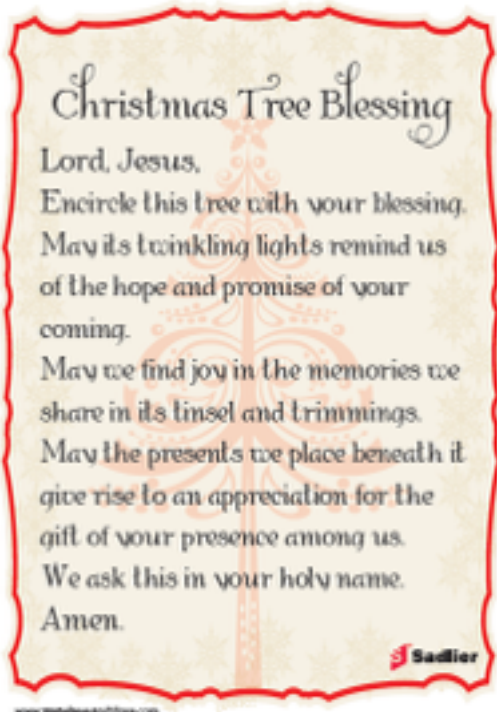 Christmas Tree Blessing
Lord, Jesus,
Encircle this tree with your blessing.
May its twinkling lights remind us
of the hope and promise of your
coming.
May we find joy in the memories we
share in its tinsel and trimmings.
May the presents we place beneath it
give rise to an appreciation for the
gift of your presence among us.
We ask this in your holy name.
Amen.
Sadlier